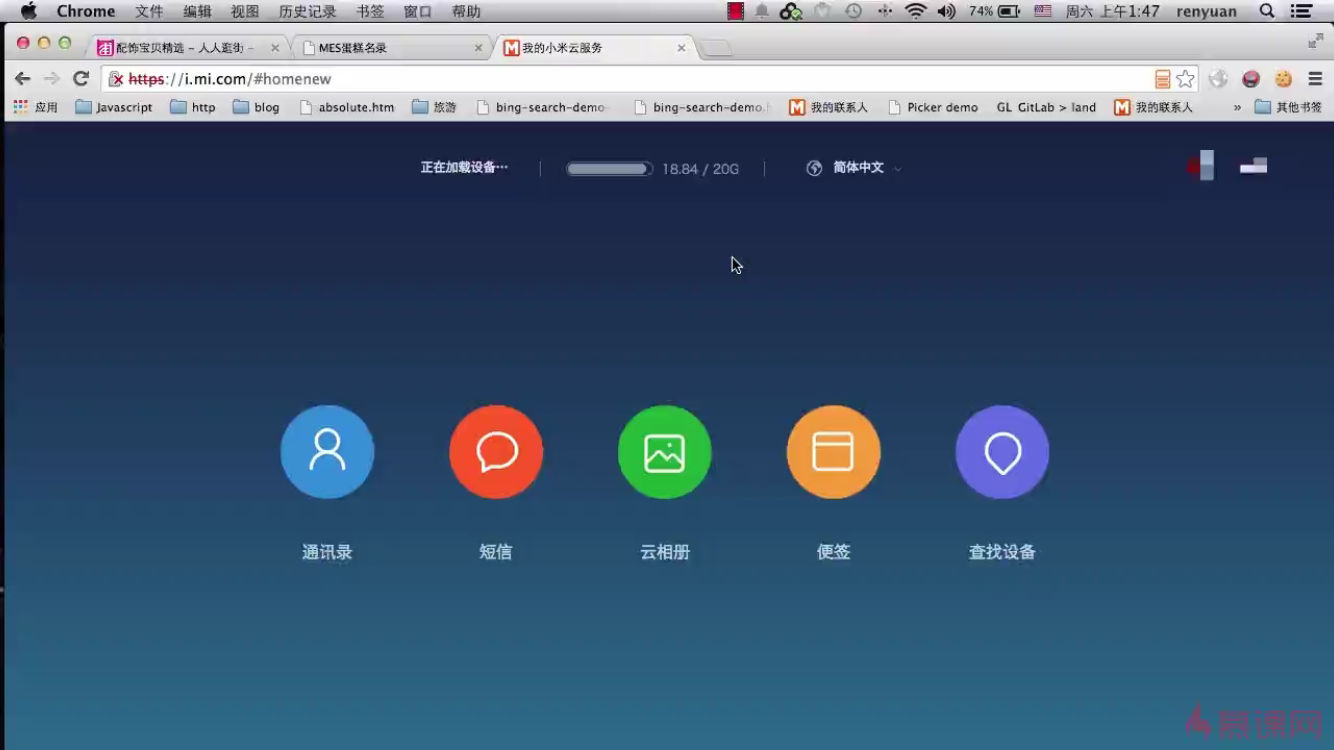 Chrome 文件 编辑 视图 历史记录 书签 窗口 帮助 74% 周六 上午1:47 renyuan
配饰宝贝精选 – 人人逛街 – MES蛋糕名录 我的小米云服务
https://i.mi.com/#homenew
应用 Javascript http blog absolute.htm 旅游 bing-search-demo bing-search-demo.h 我的联系人 Picker demo GL GitLab > land 我的联系人 » 其他书签
正在加载设备··· 18.84 / 20G 简体中文
通讯录 短信 云相册 便签 查找设备
慕课网